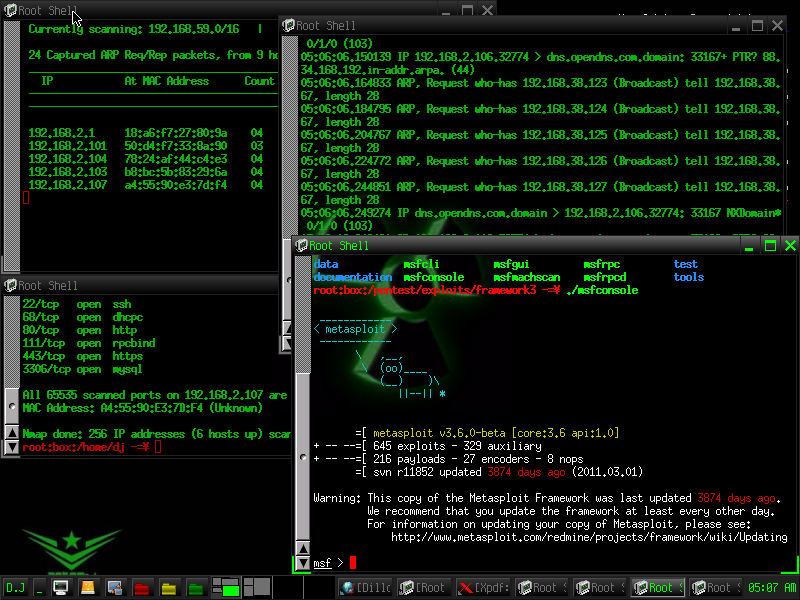 Root Shell
Currently scanning: 192.168.59.0/16   |
24 Captured ARP Req/Rep packets, from 9 ho
IP   At MAC Address   Count
192.168.2.1   18:a6:f7:27:80:9a   04
192.168.2.101   50:d4:f7:33:8a:90   03
192.168.2.104   78:24:af:44:c4:e3   04
192.168.2.103   b8:bc:5b:83:29:6a   04
192.168.2.107   a4:55:90:e3:7d:f4   04
Root Shell
0/1/0 (103)
05:06:06.150139 IP 192.168.2.106.32774 > dns.opendns.com.domain: 33167+ PTR? 88.
34.168.192.in-addr.arpa. (44)
05:06:06.164833 ARP, Request who-has 192.168.38.123 (Broadcast) tell 192.168.38.
67, length 28
05:06:06.184795 ARP, Request who-has 192.168.38.124 (Broadcast) tell 192.168.38.
67, length 28
05:06:06.204767 ARP, Request who-has 192.168.38.125 (Broadcast) tell 192.168.38.
67, length 28
05:06:06.224772 ARP, Request who-has 192.168.38.126 (Broadcast) tell 192.168.38.
67, length 28
05:06:06.244851 ARP, Request who-has 192.168.38.127 (Broadcast) tell 192.168.38.
67, length 28
05:06:06.249274 IP dns.opendns.com.domain > 192.168.2.106.32774: 33167 NXDomain*
0/1/0 (103)
Root Shell
22/tcp   open  ssh
68/tcp   open  dhcpc
80/tcp   open  http
111/tcp  open  rpcbind
443/tcp  open  https
3306/tcp open  mysql
All 65535 scanned ports on 192.168.2.107 are
MAC Address: A4:55:90:E3:7D:F4 (Unknown)
Nmap done: 256 IP addresses (6 hosts up) scan
root:box:/home/dj -=¥
Root Shell
data   msfcli   msfgui   msfrpc   test
documentation   msfconsole   msfmachscan   msfrpcd   tools
root:box:/pentest/exploits/framework3 -=¥ ./msfconsole
< metasploit >
\   ,__,
\  (oo)____
(__)    )\
||--|| *
=[ metasploit v3.6.0-beta [core:3.6 api:1.0]
+ -- --=[ 645 exploits - 329 auxiliary
+ -- --=[ 216 payloads - 27 encoders - 8 nops
=[ svn r11852 updated 3874 days ago (2011.03.01)
Warning: This copy of the Metasploit Framework was last updated 3874 days ago.
We recommend that you update the framework at least every other day.
For information on updating your copy of Metasploit, please see:
http://www.metasploit.com/redmine/projects/framework/wiki/Updating
msf >
D.J   [Dillo   [Root   [Xpdf:   Root   Root   Root   Root   05:07 AM